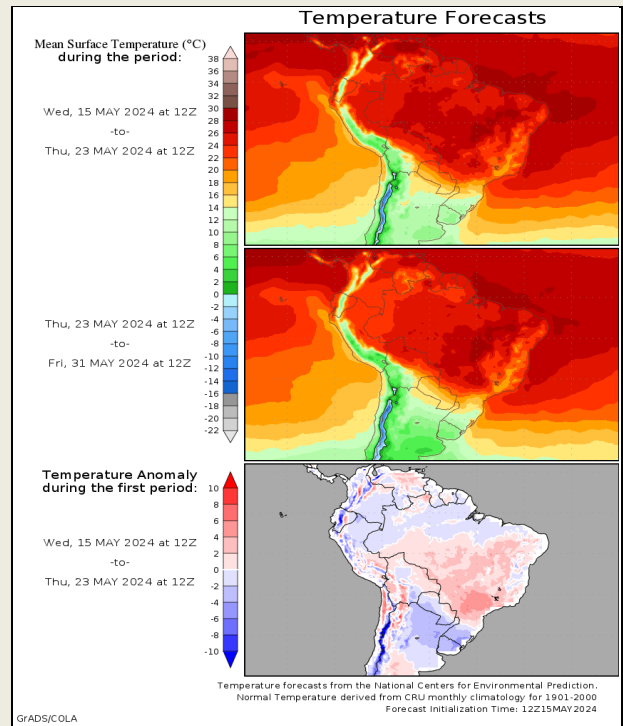 Temperature Forecasts
Mean Surface Temperature (°C)
during the period:
Wed, 15 MAY 2024 at 12Z
-to-
Thu, 23 MAY 2024 at 12Z
38
36
34
32
30
28
26
24
22
20
18
16
14
12
10
8
6
4
2
0
-2
-4
-6
-8
-10
-12
-14
-16
-18
-20
-22
Thu, 23 MAY 2024 at 12Z
-to-
Fri, 31 MAY 2024 at 12Z
Temperature Anomaly
during the first period:
Wed, 15 MAY 2024 at 12Z
-to-
Thu, 23 MAY 2024 at 12Z
10
8
6
4
2
0
-2
-4
-6
-8
-10
Temperature forecasts from the National Centers for Environmental Prediction.
Normal Temperature derived from CRU monthly climatology for 1901-2000
Forecast Initialization Time: 12Z15MAY2024
GrADS/COLA